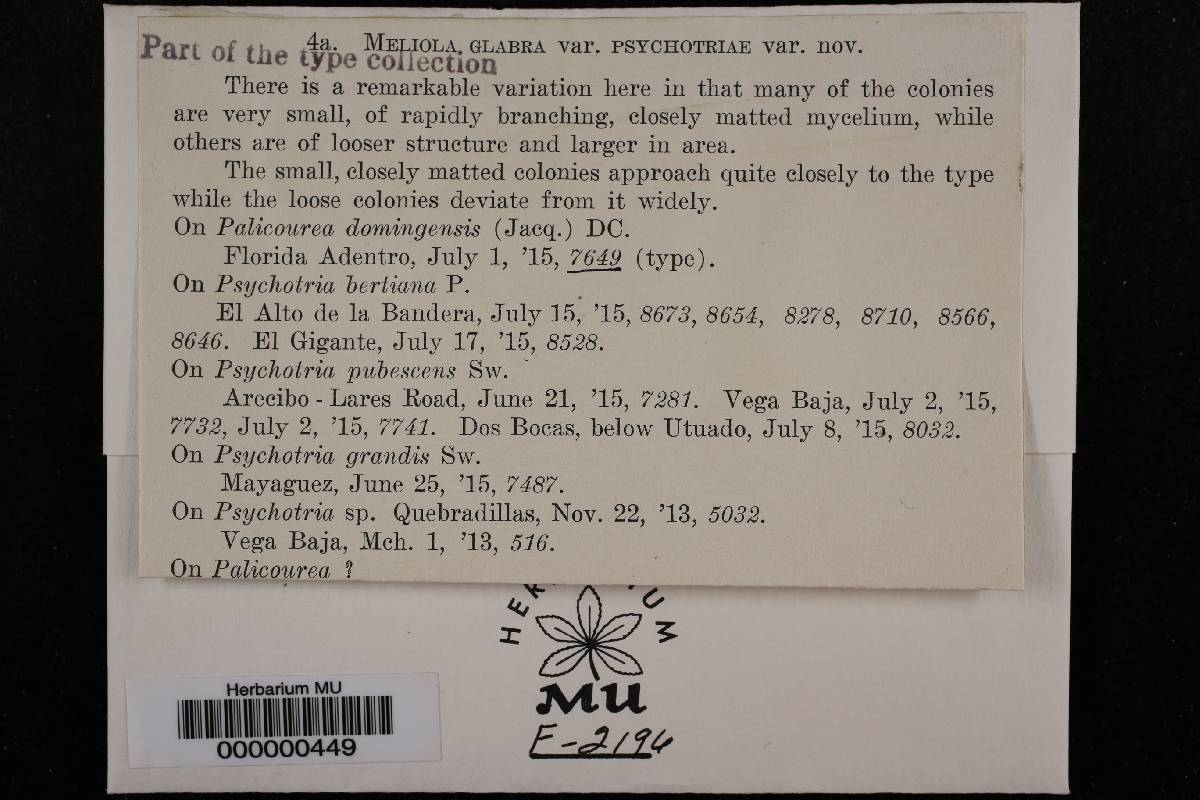 4a. MELIOLA GLABRA var. PSYCHOTRIAE var. nov.
Part of the type collection
There is a remarkable variation here in that many of the colonies
are very small, of rapidly branching, closely matted mycelium, while
others are of looser structure and larger in area.
The small, closely matted colonies approach quite closely to the type
while the loose colonies deviate from it widely.
On Palicourea domingensis (Jacq.) DC.
Florida Adentro, July 1, '15, 7649 (type).
On Psychotria bertiana P.
El Alto de la Bandera, July 15, '15, 8673, 8654, 8278, 8710, 8566,
8646. El Gigante, July 17, '15, 8528.
On Psychotria pubescens Sw.
Arecibo - Lares Road, June 21, '15, 7281. Vega Baja, July 2, '15,
7732, July 2, '15, 7741. Dos Bocas, below Utuado, July 8, '15, 8032.
On Psychotria grandis Sw.
Mayaguez, June 25, '15, 7487.
On Psychotria sp. Quebradillas, Nov. 22, '13, 5032.
Vega Baja, Mch. 1, '13, 516.
On Palicourea ?
MU
F-2196
Herbarium MU
000000449